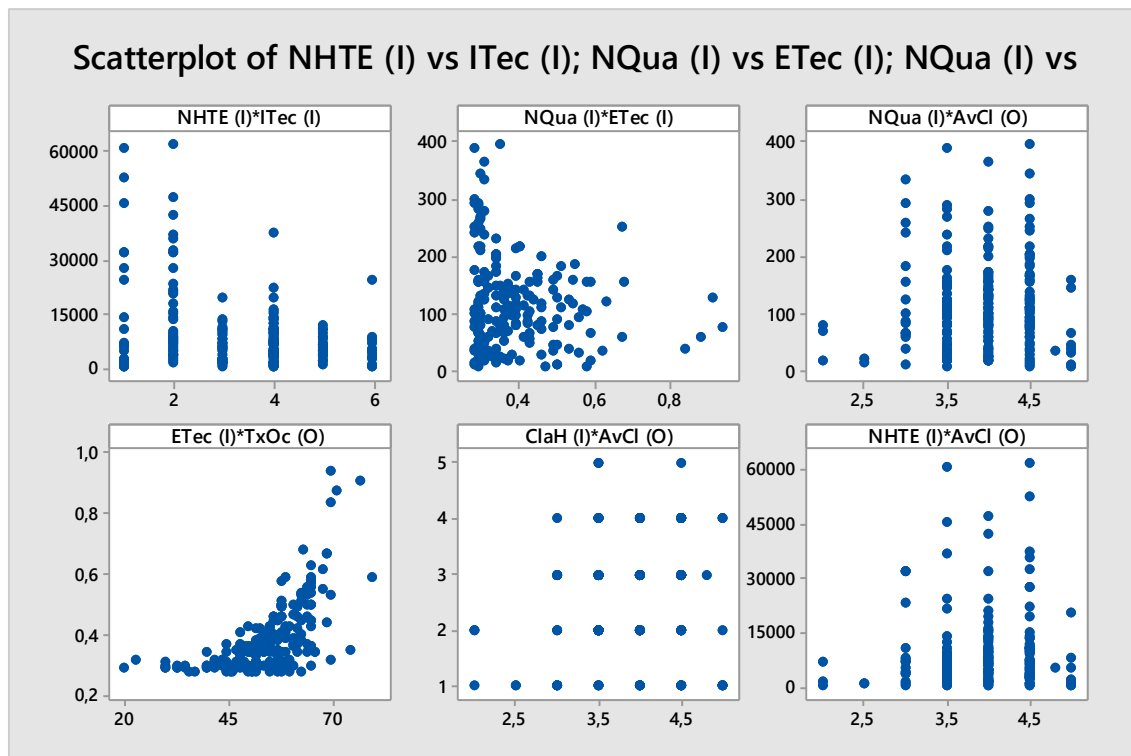 Scatterplot of NHTE (I) vs ITec (I); NQua (I) vs ETec (I); NQua (I) vs
NHTE (I)*ITec (I)
60000
45000
30000
15000
0
2 4 6
NQua (I)*ETec (I)
400
300
200
100
0
0,4 0,6 0,8
NQua (I)*AvCl (O)
400
300
200
100
0
2,5 3,5 4,5
ETec (I)*TxOc (O)
1,0
0,8
0,6
0,4
0,2
20 45 70
ClaH (I)*AvCl (O)
5
4
3
2
1
2,5 3,5 4,5
NHTE (I)*AvCl (O)
60000
45000
30000
15000
0
2,5 3,5 4,5